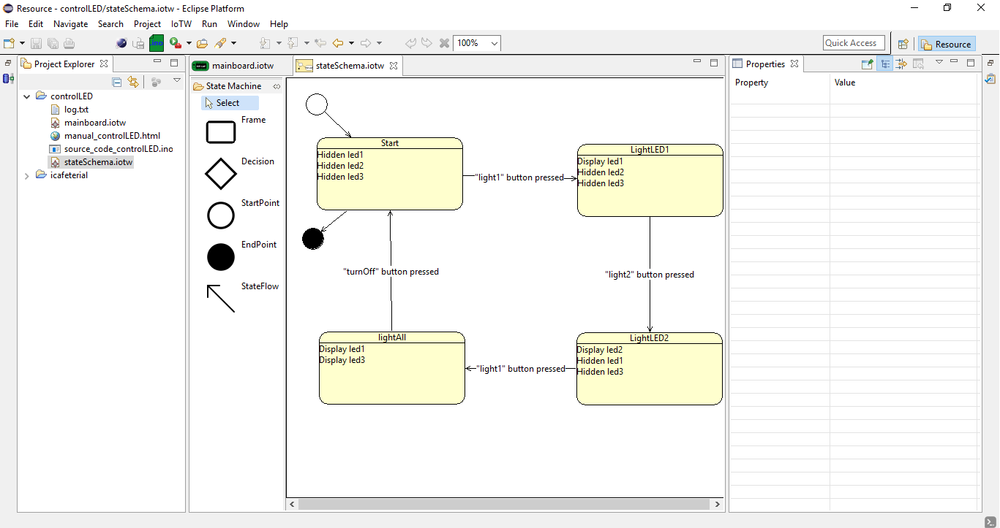 Resource - controlLED/stateSchema.iotw - Eclipse Platform
File Edit Navigate Search Project IoTW Run Window Help
.ino
100%
Quick Access
Resource
Project Explorer
controlLED
log.txt
mainboard.iotw
manual_controlLED.html
source_code_controlLED.ino
stateSchema.iotw
icafeterial
mainboard.iotw
stateSchema.iotw
State Machine
Select
Frame
Decision
StartPoint
EndPoint
StateFlow
Start
Hidden led1
Hidden led2
Hidden led3
"light1" button pressed
LightLED1
Display led1
Hidden led2
Hidden led3
"turnOff" button pressed
"light2" button pressed
lightAll
Display led1
Display led3
"light1" button pressed
LightLED2
Display led2
Hidden led1
Hidden led3
Properties
Property Value